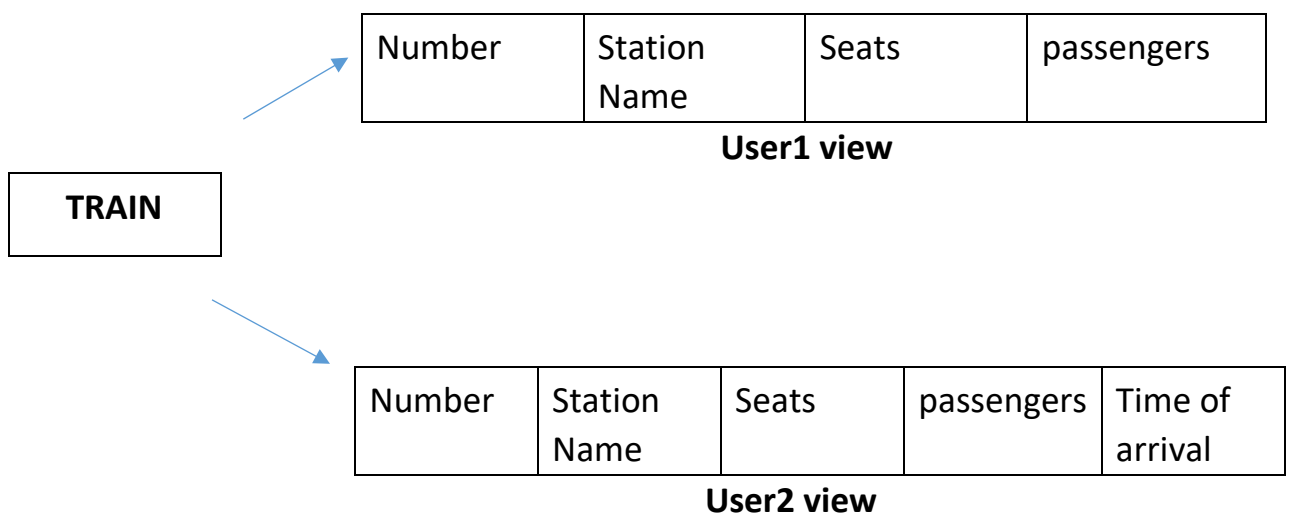 Number Station Seats passengers
Name
User1 view
TRAIN
Number Station Seats passengers Time of
Name arrival
User2 view